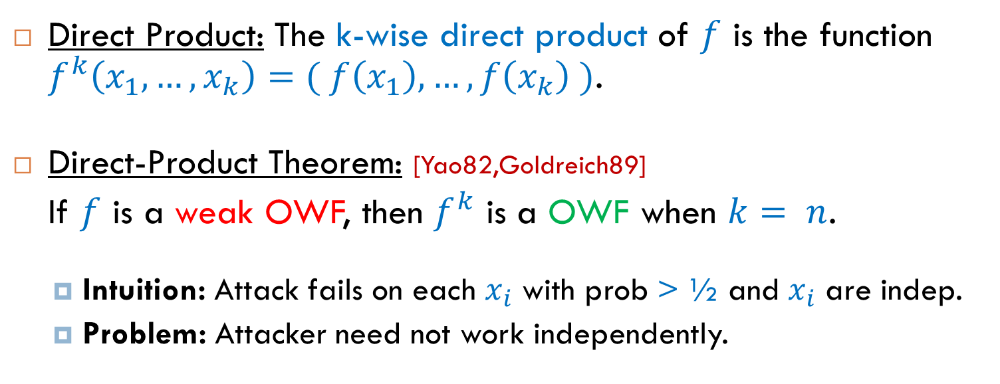 Direct Product: The k-wise direct product of f is the function
f^k(x_1, … , x_k) = ( f(x_1), … , f(x_k) ).
Direct-Product Theorem: [Yao82,Goldreich89]
If f is a weak OWF, then f^k is a OWF when k = n.
Intuition: Attack fails on each x_i with prob > ½ and x_i are indep.
Problem: Attacker need not work independently.